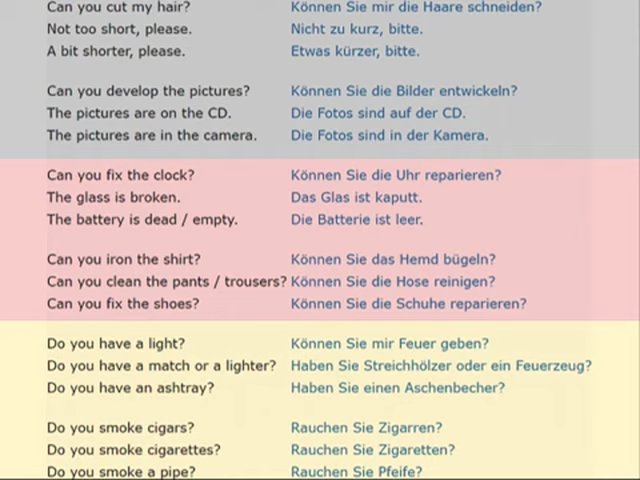 Can you cut my hair? Können Sie mir die Haare schneiden?
Not too short, please. Nicht zu kurz, bitte.
A bit shorter, please. Etwas kürzer, bitte.
Can you develop the pictures? Können Sie die Bilder entwickeln?
The pictures are on the CD. Die Fotos sind auf der CD.
The pictures are in the camera. Die Fotos sind in der Kamera.
Can you fix the clock? Können Sie die Uhr reparieren?
The glass is broken. Das Glas ist kaputt.
The battery is dead / empty. Die Batterie ist leer.
Can you iron the shirt? Können Sie das Hemd bügeln?
Can you clean the pants / trousers? Können Sie die Hose reinigen?
Can you fix the shoes? Können Sie die Schuhe reparieren?
Do you have a light? Können Sie mir Feuer geben?
Do you have a match or a lighter? Haben Sie Streichhölzer oder ein Feuerzeug?
Do you have an ashtray? Haben Sie einen Aschenbecher?
Do you smoke cigars? Rauchen Sie Zigarren?
Do you smoke cigarettes? Rauchen Sie Zigaretten?
Do you smoke a pipe? Rauchen Sie Pfeife?